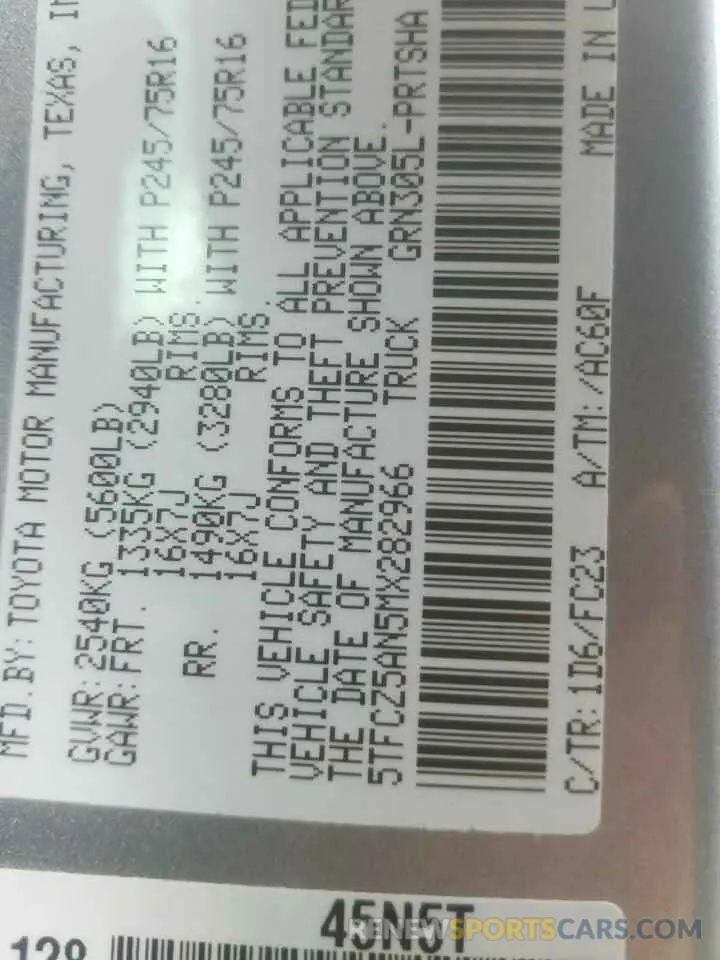 MFD.BY: TOYOTA MOTOR MANUFACTURING, TEXAS,
GVWR: 2540KG (5600LB)
GAWR: FRT. 1335KG (2940LB) WITH P245/75R16
16X7J RIMS.
RR. 1490KG (3280LB) WITH P245/75R16
16X7J RIMS.
THIS VEHICLE CONFORMS TO ALL APPLICABLE FED
VEHICLE SAFETY AND THEFT PREVENTION STANDAR
THE DATE OF MANUFACTURE SHOWN ABOVE.
5TFCZ5AN5MX282966 TRUCK GRN305L-PRTSHA
C/TR: 1D6/FC23 A/TM: /AC60F MADE IN
45N5T
128
RENEWSPORTSCARS.COM